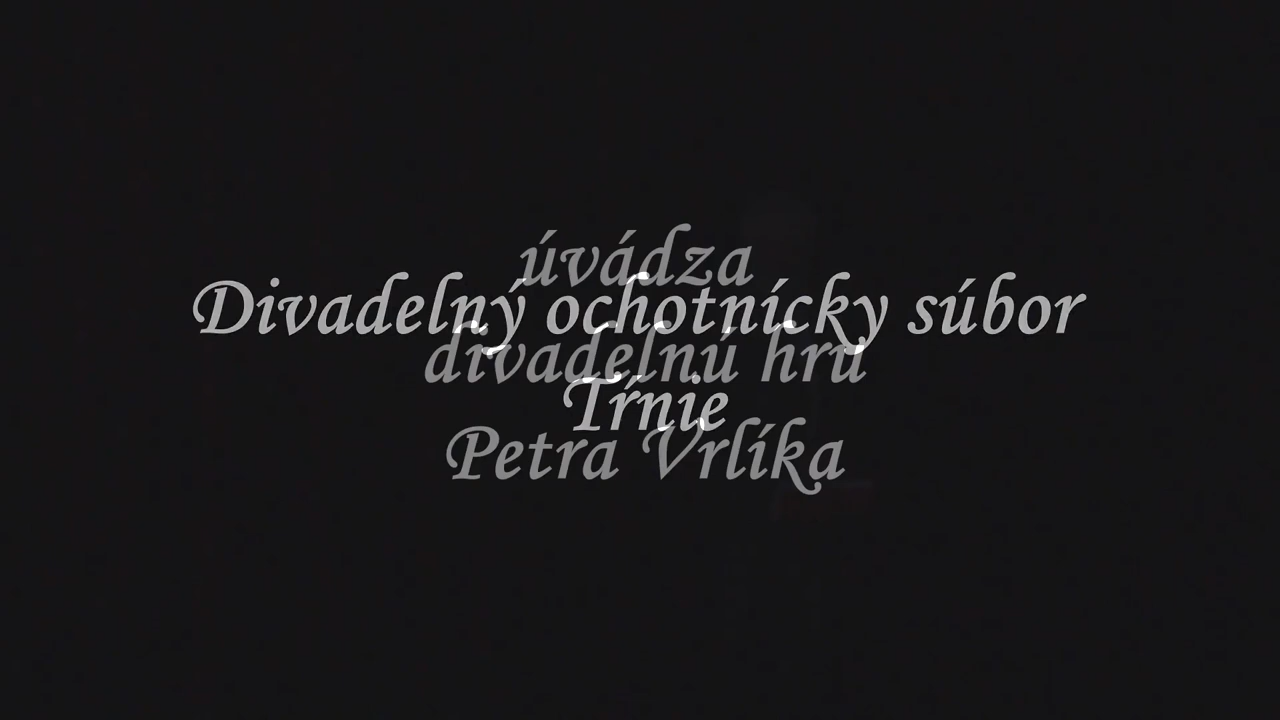 úvádza
Divadelný ochotnícky súbor
divadelnú hru
Tŕnie
Petra Vrlíka